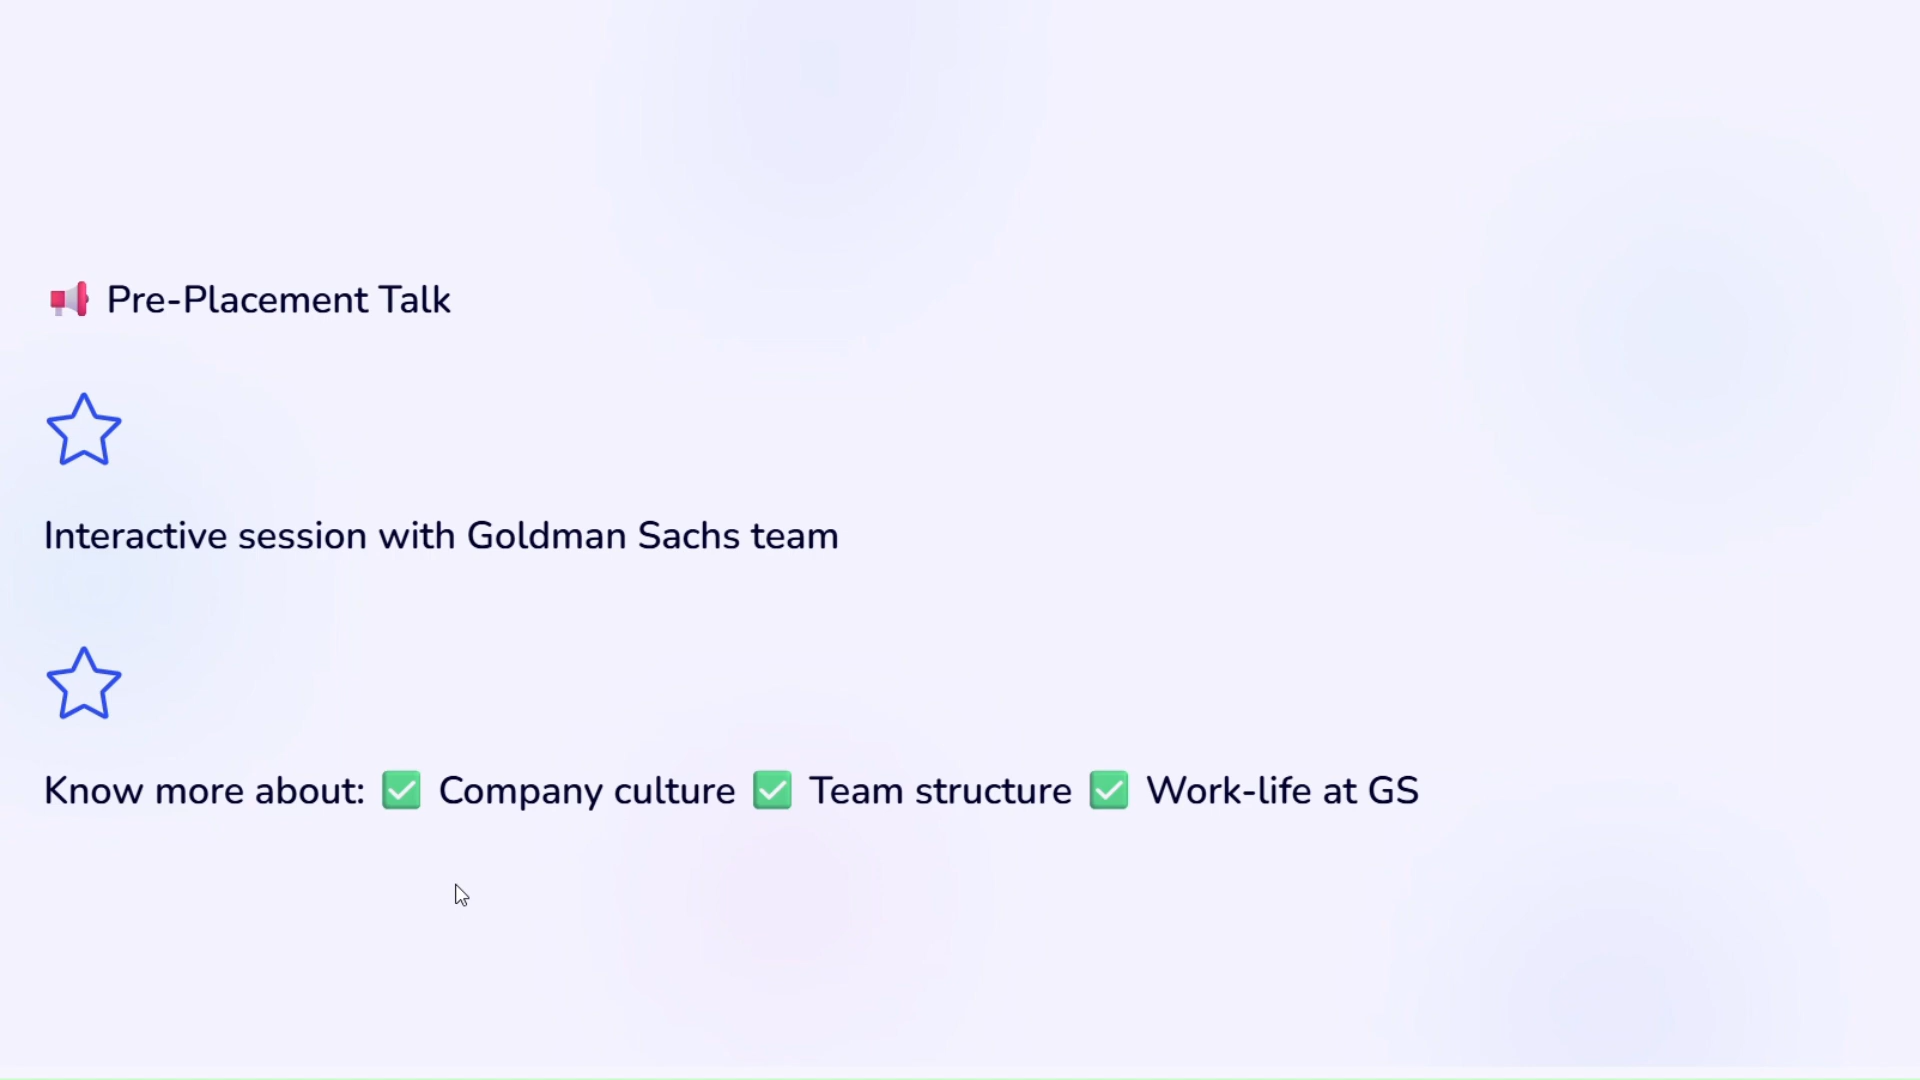 📢 Pre-Placement Talk
Interactive session with Goldman Sachs team
Know more about: ✅ Company culture ✅ Team structure ✅ Work-life at GS